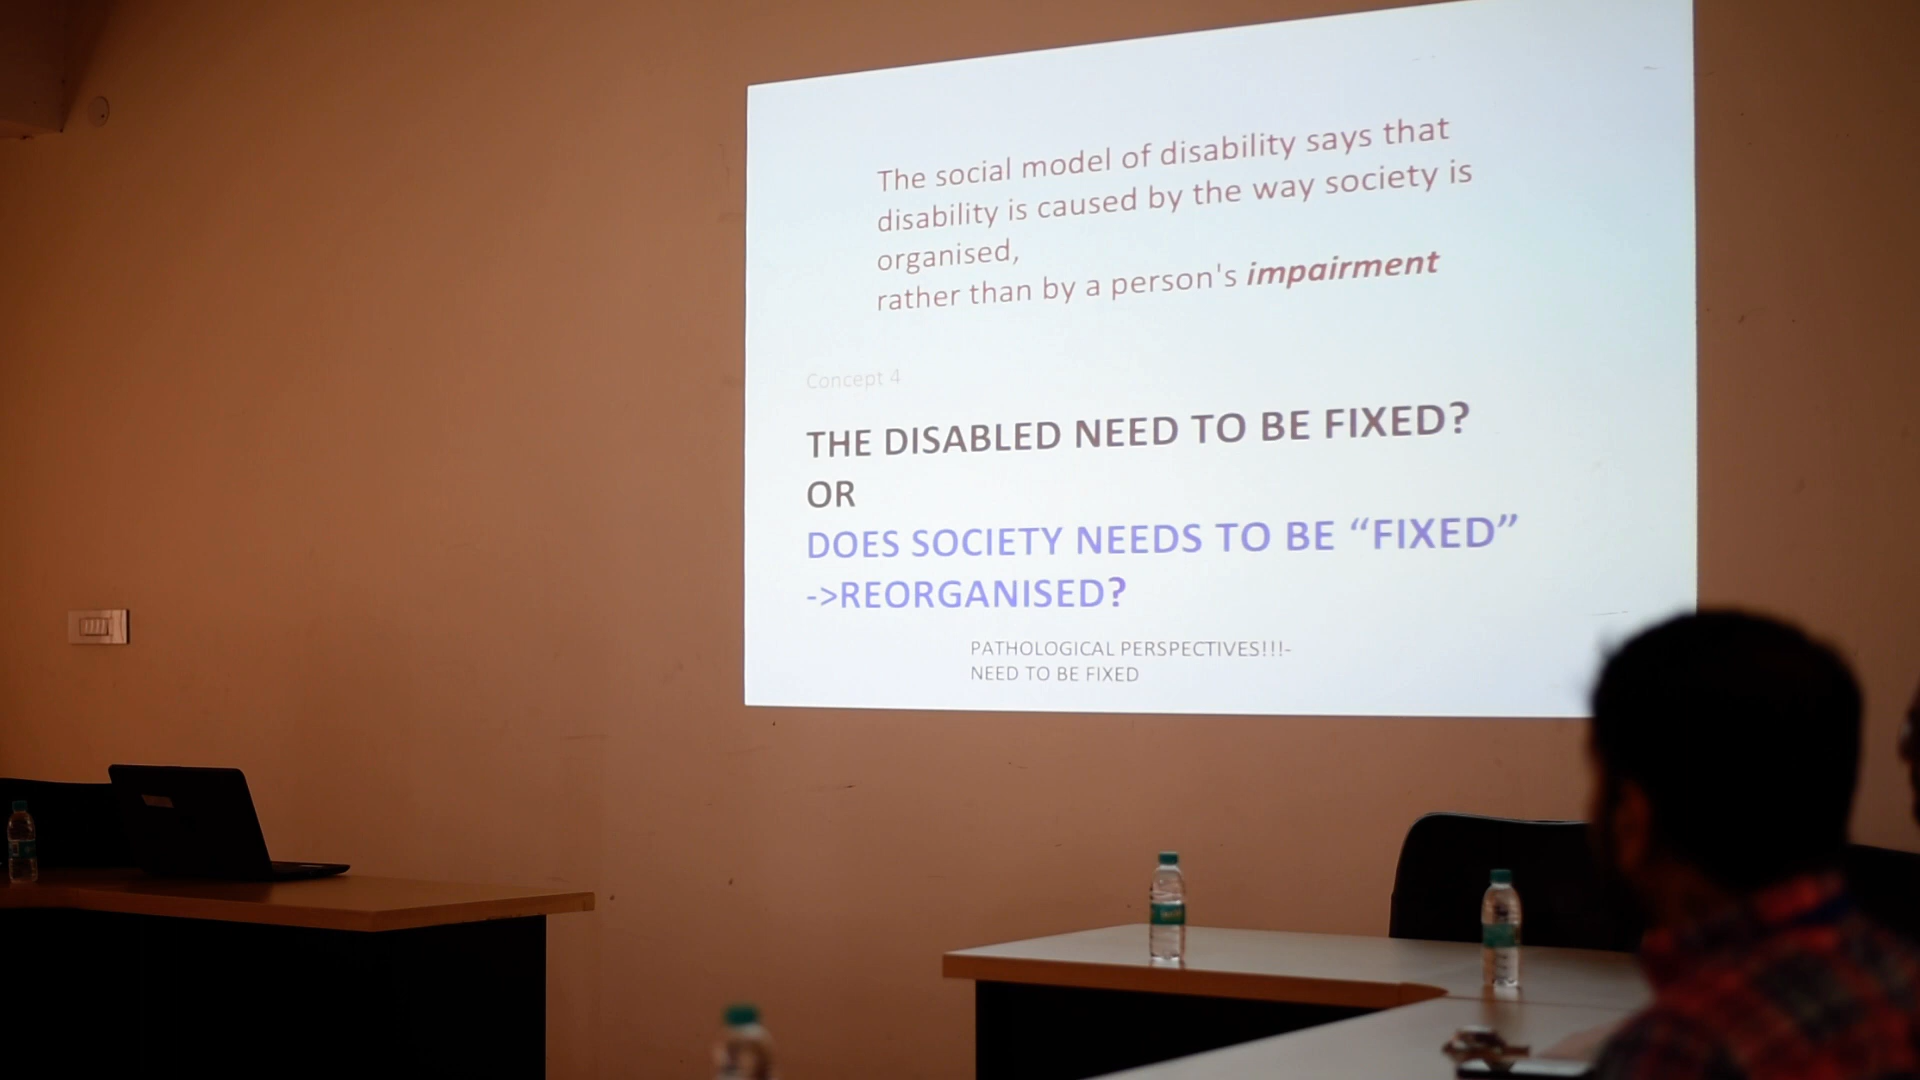 The social model of disability says that
disability is caused by the way society is
organised,
rather than by a person's impairment
Concept 4
THE DISABLED NEED TO BE FIXED?
OR
DOES SOCIETY NEEDS TO BE “FIXED”
->REORGANISED?
PATHOLOGICAL PERSPECTIVES!!!-
NEED TO BE FIXED